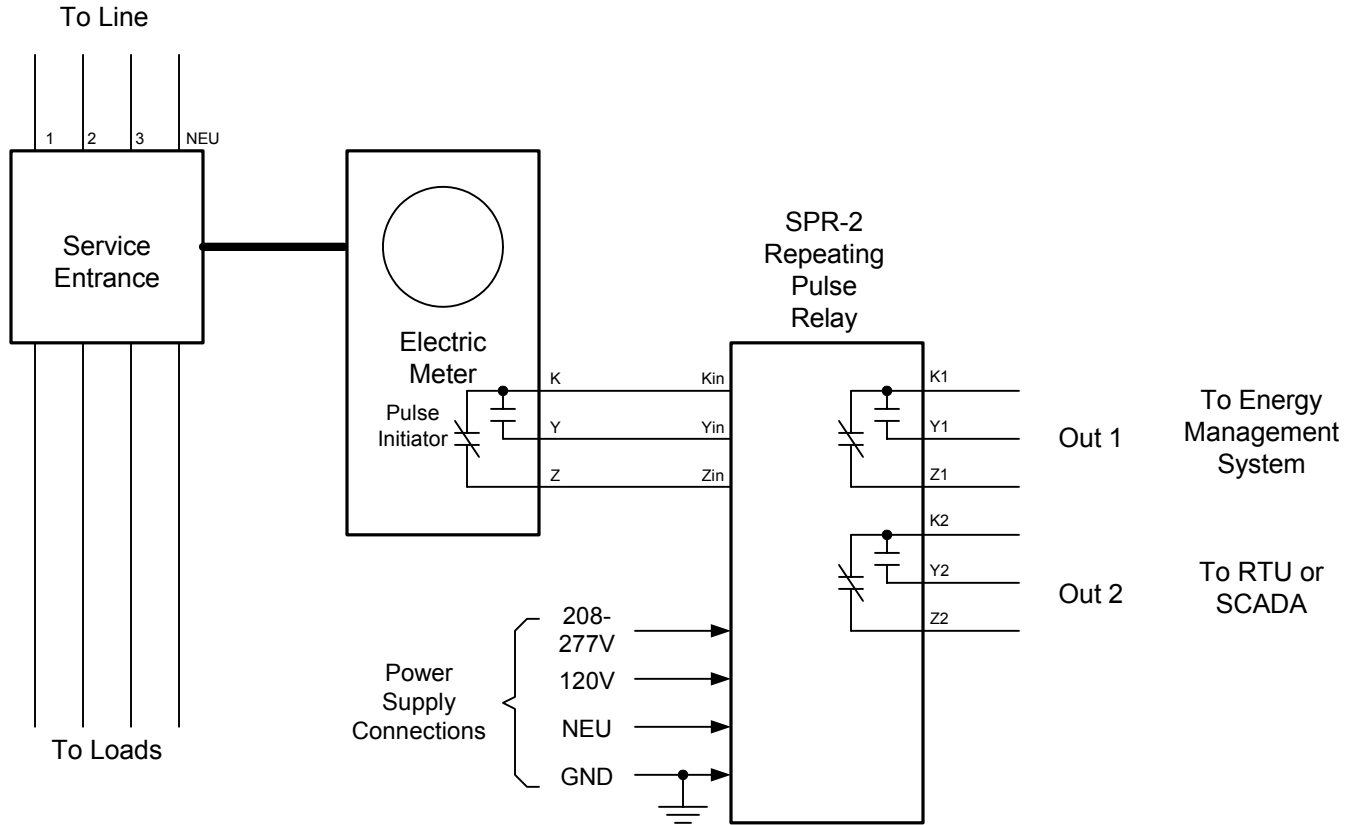 To Line
1
2
3
NEU
Service
Entrance
To Loads
Electric
Meter
Pulse
Initiator
K
Y
Z
Kin
Yin
Zin
SPR-2
Repeating
Pulse
Relay
K1
Y1
Z1
Out 1
To Energy
Management
System
K2
Y2
Z2
Out 2
To RTU or
SCADA
Power
Supply
Connections
208-
277V
120V
NEU
GND